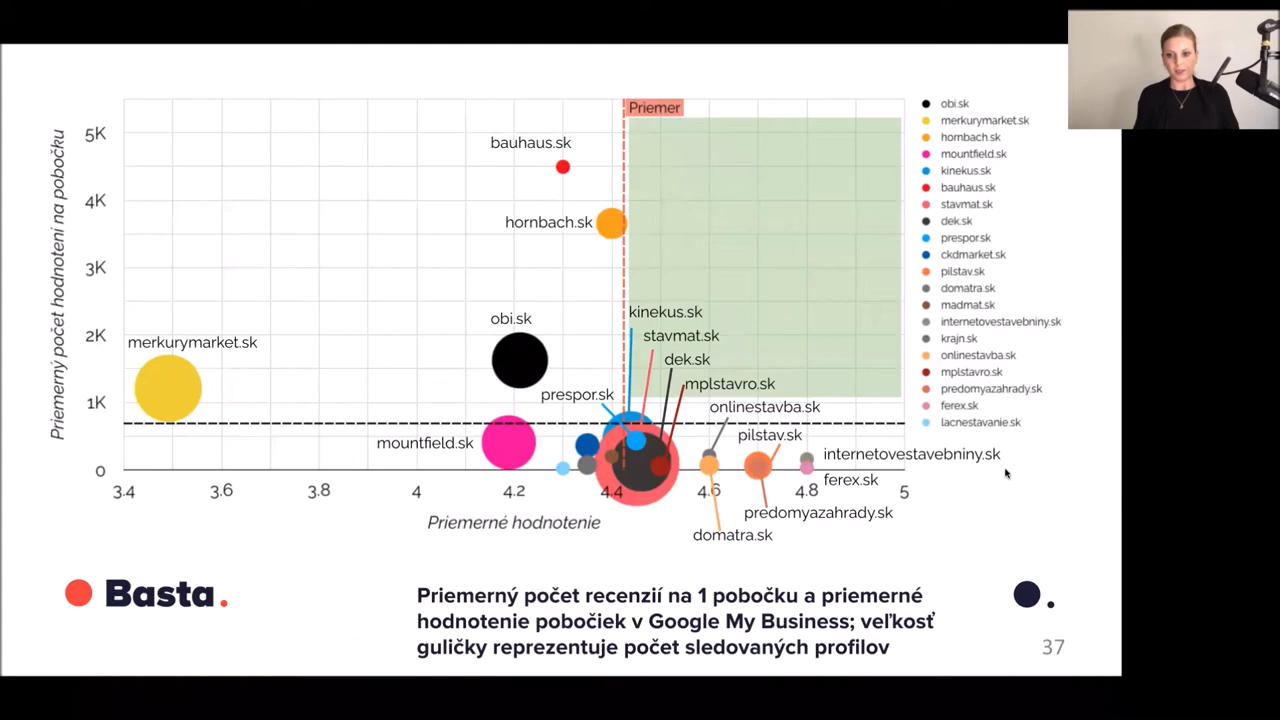 Priemerný počet hodnotení na pobočku
5K
4K
3K
2K
1K
0
3.4
3.6
3.8
4
4.2
4.4
4.6
4.8
5
Priemerné hodnotenie
Priemer
bauhaus.sk
hornbach.sk
obi.sk
kinekus.sk
merkurymarket.sk
stavmat.sk
dek.sk
mplstavro.sk
prespor.sk
onlinestavba.sk
mountfield.sk
pilstav.sk
internetovestavebniny.sk
ferex.sk
predomyazahrady.sk
domatra.sk
obi.sk
merkurymarket.sk
hornbach.sk
mountfield.sk
kinekus.sk
bauhaus.sk
stavmat.sk
dek.sk
prespor.sk
ckdmarket.sk
pilstav.sk
domatra.sk
madmat.sk
internetovestavebniny.sk
krajn.sk
onlinestavba.sk
mplstavro.sk
predomyazahrady.sk
ferex.sk
lacnestavanie.sk
Basta.
Priemerný počet recenzií na 1 pobočku a priemerné
hodnotenie pobočiek v Google My Business; veľkosť
guličky reprezentuje počet sledovaných profilov
37